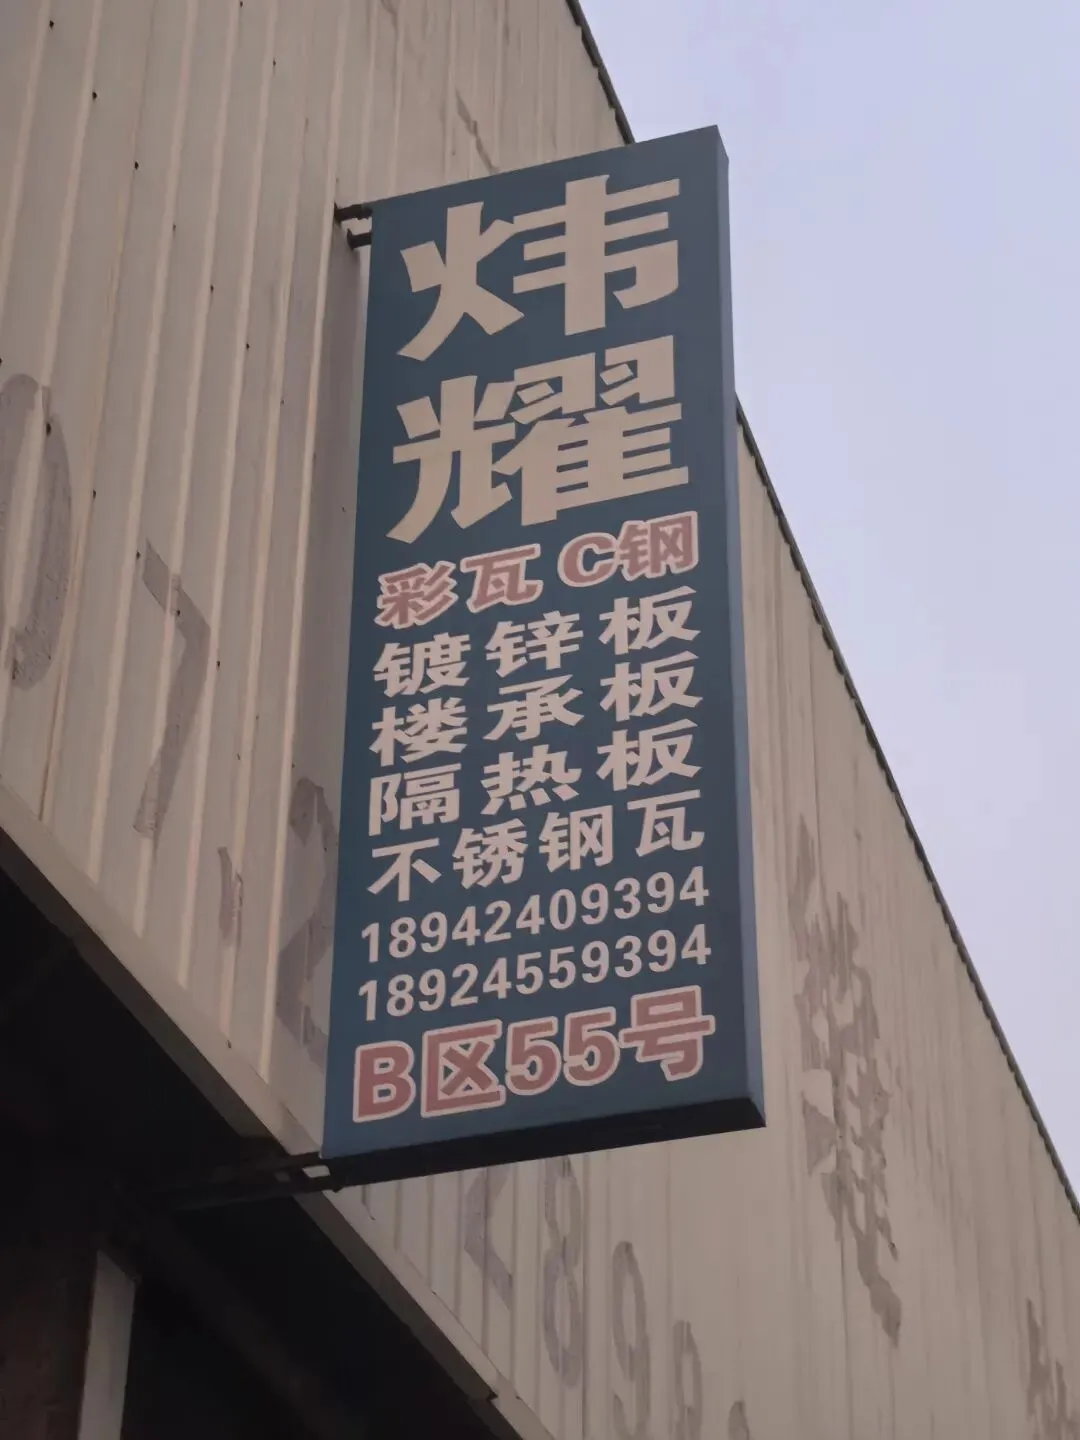 炜
耀
彩瓦 C钢
镀锌板
楼承板
隔热板
不锈钢瓦
18942409394
18924559394
B区55号